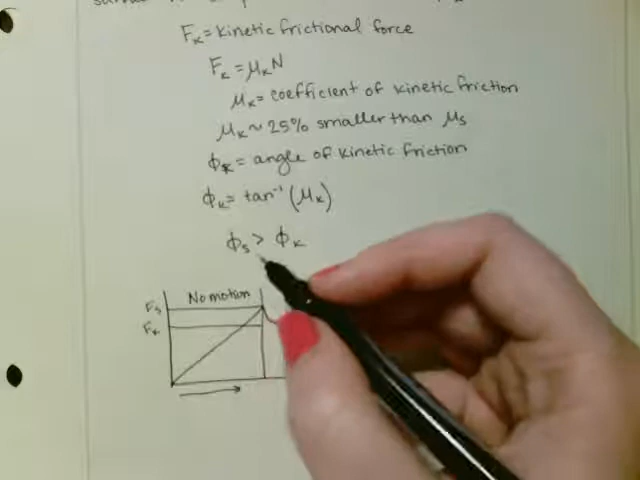 Fₖ = kinetic frictional force
Fₖ = μₖN
μₖ = coefficient of kinetic friction
μₖ ~ 25% smaller than μₛ
ϕₖ = angle of kinetic friction
ϕₖ = tan⁻¹ (μₖ)
ϕₛ > ϕₖ
No motion
Fₛ
Fₖ